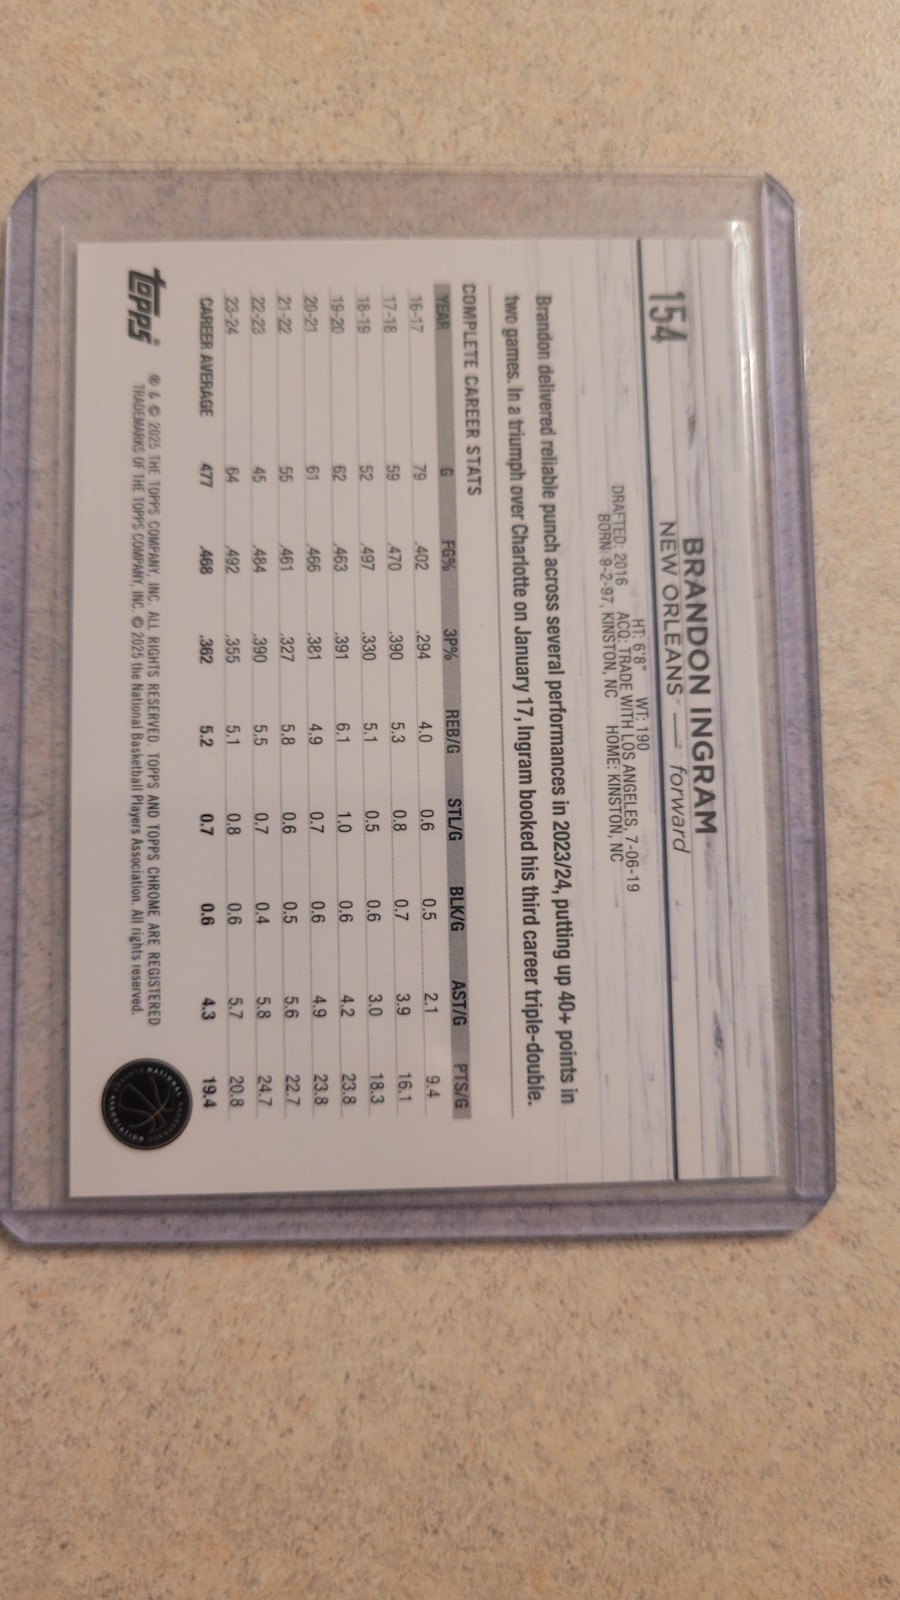 154
BRANDON INGRAM
NEW ORLEANS — forward
HT: 6'8" WT: 190
DRAFTED: 2016 ACQ: TRADE WITH LOS ANGELES, 7-06-19
BORN: 9-2-97, KINSTON, NC HOME: KINSTON, NC
Brandon delivered reliable punch across several performances in 2023/24, putting up 40+ points in
two games. In a triumph over Charlotte on January 17, Ingram booked his third career triple-double.
COMPLETE CAREER STATS
YEAR G FG% 3P% REB/G STL/G BLK/G AST/G PTS/G
16-17 79 .402 .294 4.0 0.6 0.5 2.1 9.4
17-18 59 .470 .390 5.3 0.8 0.7 3.9 16.1
18-19 52 .497 .330 5.1 0.5 0.6 3.0 18.3
19-20 62 .463 .391 6.1 1.0 0.6 4.2 23.8
20-21 61 .466 .381 4.9 0.7 0.6 4.9 23.8
21-22 55 .461 .327 5.8 0.6 0.5 5.6 22.7
22-23 45 .484 .390 5.5 0.7 0.4 5.8 24.7
23-24 64 .492 .355 5.1 0.8 0.6 5.7 20.8
CAREER AVERAGE 477 .468 .362 5.2 0.7 0.6 4.3 19.4
topps
® & © 2025 THE TOPPS COMPANY, INC. ALL RIGHTS RESERVED. TOPPS AND TOPPS CHROME ARE REGISTERED
TRADEMARKS OF THE TOPPS COMPANY, INC. © 2025 the National Basketball Players Association. All rights reserved.